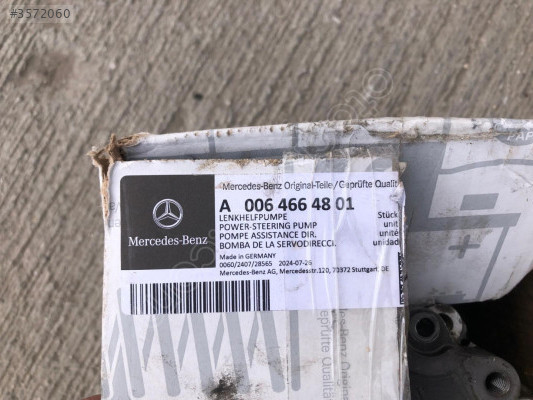 #3572060
Mercedes-Benz Original-Teile/Geprüfte Qualit
A 006 466 48 01
LENKHELFPUMPE Stück
POWER-STEERING PUMP unit
POMPE ASSISTANCE DIR. unité
BOMBA DE LA SERVODIRECCI. unidad
Mercedes-Benz
Made in GERMANY
0060/2407/28565 2024-07-26
Mercedes-Benz AG, Mercedesstr.120, 70372 Stuttgart, DE